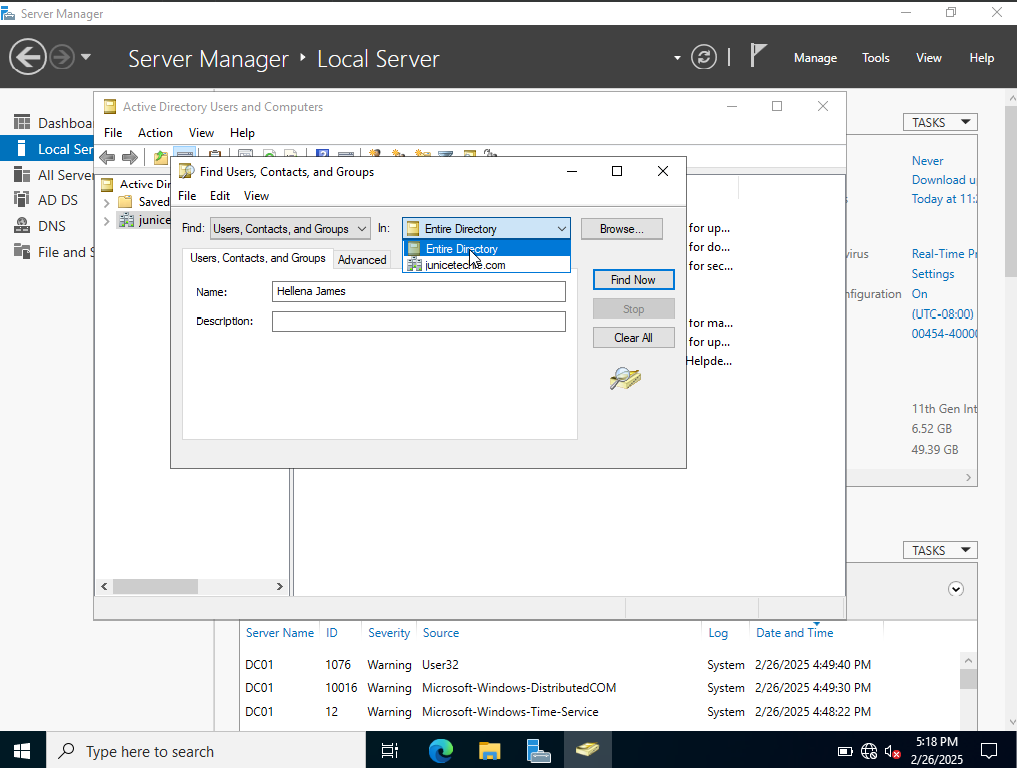 Server Manager
Server Manager ‣ Local Server
Manage Tools View Help
Dashboa
Local Ser
All Server
AD DS
DNS
File and S
Active Directory Users and Computers
File Action View Help
Active Dir
Saved
junice
Find Users, Contacts, and Groups
File Edit View
Find: Users, Contacts, and Groups In: Entire Directory Browse...
Entire Directory
junicetechie.com
Users, Contacts, and Groups Advanced
Name: Hellena James
Description:
Find Now
Stop
Clear All
for up...
for do...
for sec...
for ma...
for up...
Helpde...
TASKS
Never
Download u
Today at 11:2
virus Real-Time Pr
Settings
nfiguration On
(UTC-08:00)
00454-40000
11th Gen Int
6.52 GB
49.39 GB
TASKS
Server Name ID Severity Source Log Date and Time
DC01 1076 Warning User32 System 2/26/2025 4:49:40 PM
DC01 10016 Warning Microsoft-Windows-DistributedCOM System 2/26/2025 4:49:30 PM
DC01 12 Warning Microsoft-Windows-Time-Service System 2/26/2025 4:48:22 PM
Type here to search
5:18 PM
2/26/2025